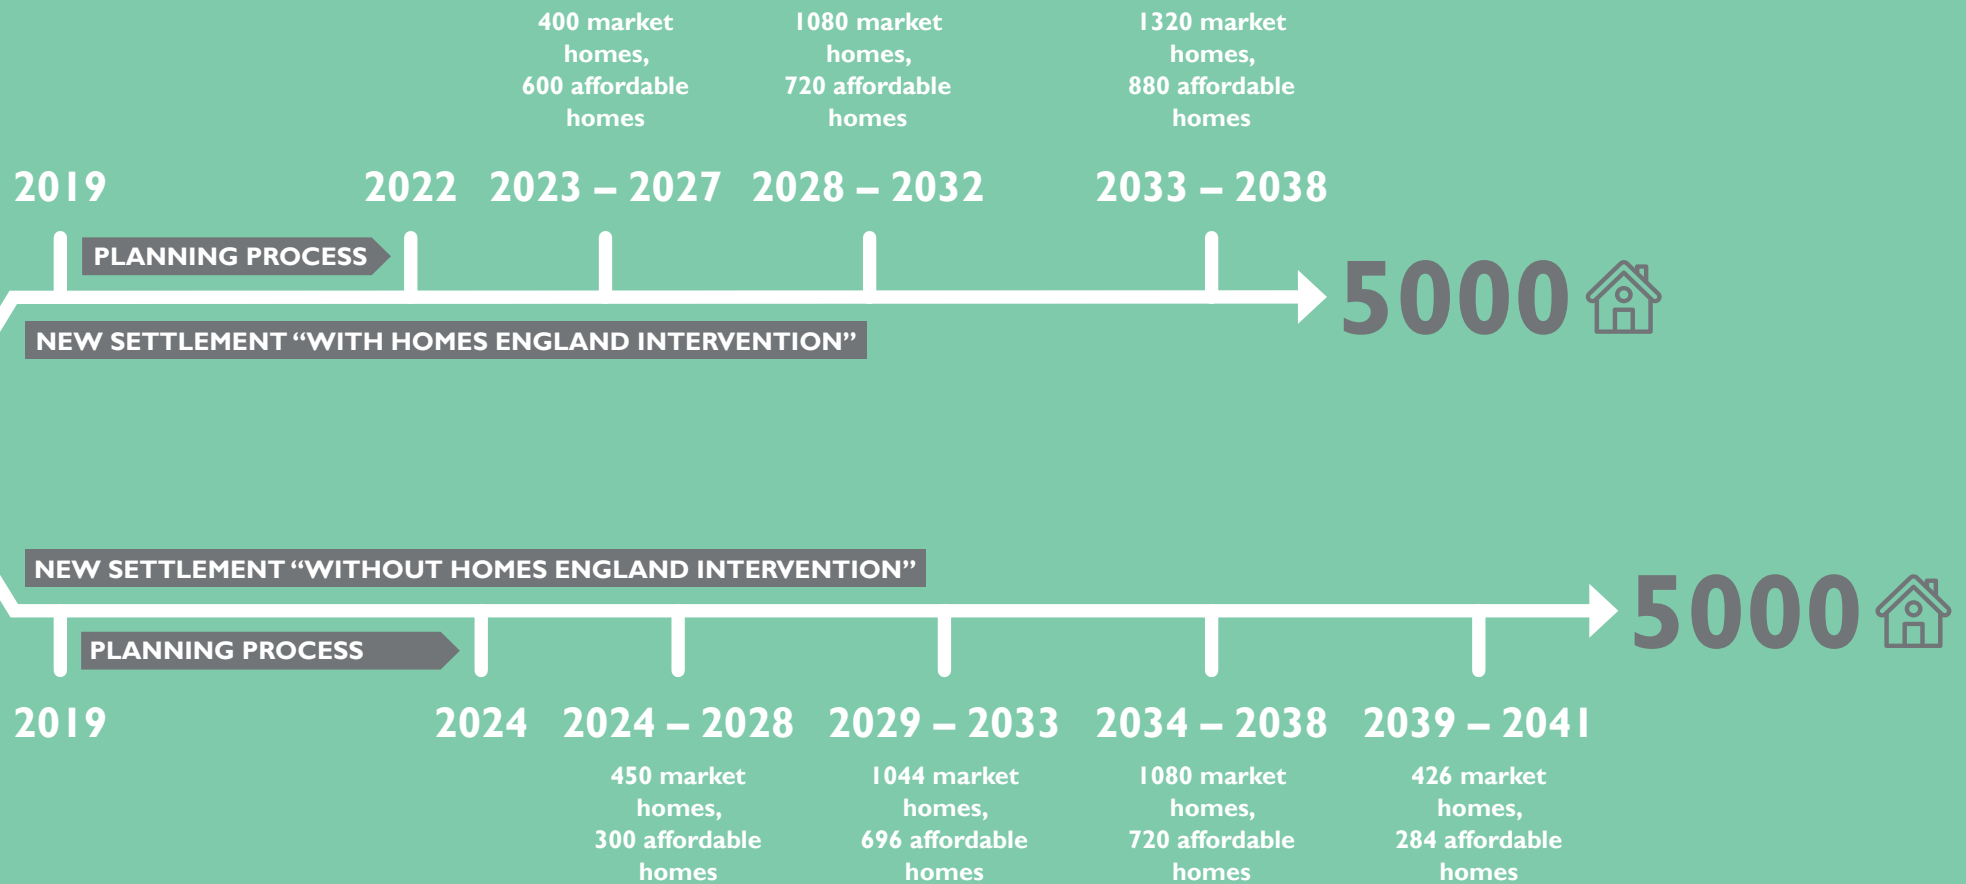 400 market
homes,
600 affordable
homes
1080 market
homes,
720 affordable
homes
1320 market
homes,
880 affordable
homes
2019
2022
2023 – 2027
2028 – 2032
2033 – 2038
PLANNING PROCESS
5000
NEW SETTLEMENT “WITH HOMES ENGLAND INTERVENTION”
NEW SETTLEMENT “WITHOUT HOMES ENGLAND INTERVENTION”
5000
PLANNING PROCESS
2019
2024
2024 – 2028
2029 – 2033
2034 – 2038
2039 – 2041
450 market
homes,
300 affordable
homes
1044 market
homes,
696 affordable
homes
1080 market
homes,
720 affordable
homes
426 market
homes,
284 affordable
homes